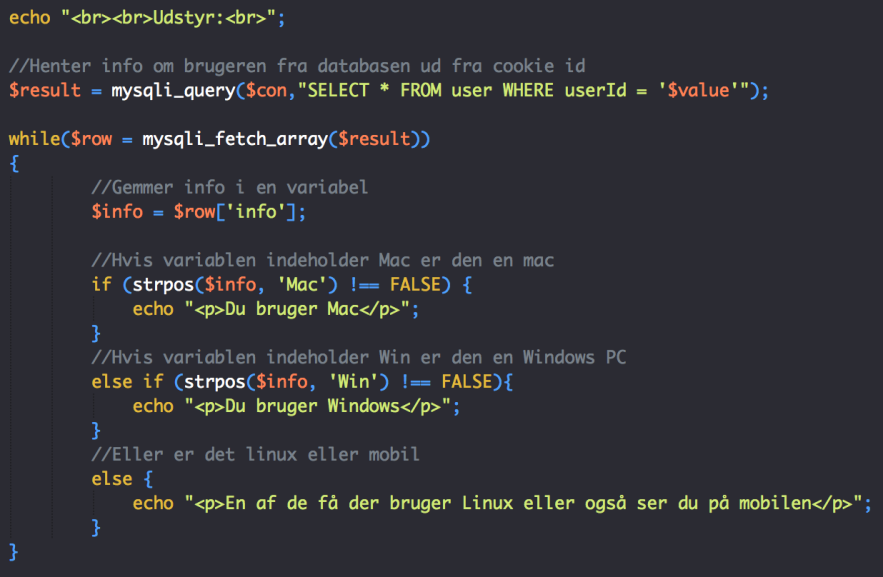 echo "<br><br>Udstyr:<br>";
//Henter info om brugeren fra databasen ud fra cookie id
$result = mysqli_query($con,"SELECT * FROM user WHERE userId = '$value'");
while($row = mysqli_fetch_array($result))
{
//Gemmer info i en variabel
$info = $row['info'];
//Hvis variablen indeholder Mac er den en mac
if (strpos($info, 'Mac') !== FALSE) {
echo "<p>Du bruger Mac</p>";
}
//Hvis variablen indeholder Win er den en Windows PC
else if (strpos($info, 'Win') !== FALSE){
echo "<p>Du bruger Windows</p>";
}
//Eller er det linux eller mobil
else {
echo "<p>En af de få der bruger Linux eller også ser du på mobilen</p>";
}
}